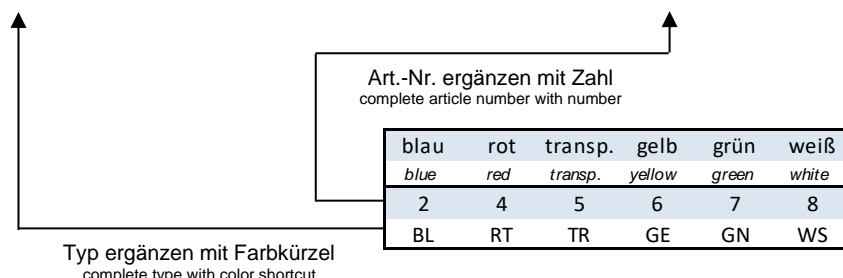 Art.-Nr. ergänzen mit Zahl
complete article number with number
blau rot transp. gelb grün weiß
blue red transp. yellow green white
2 4 5 6 7 8
BL RT TR GE GN WS
Typ ergänzen mit Farbkürzel
complete type with color shortcut